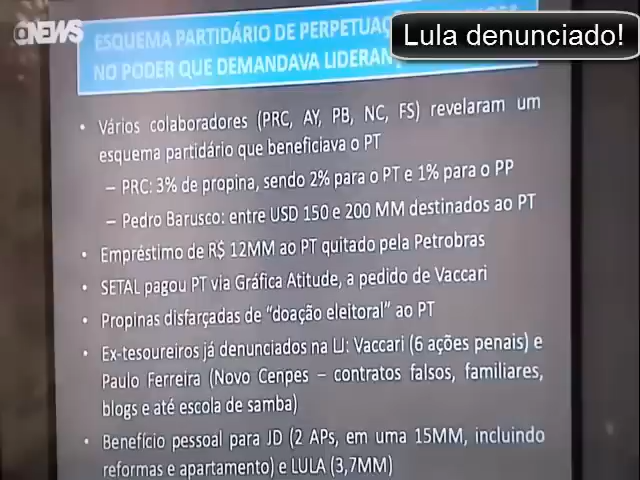 GNEWS
Lula denunciado!
ESQUEMA PARTIDÁRIO DE PERPETUAÇÃO
NO PODER QUE DEMANDAVA
• Vários colaboradores (PRC, AY, PB, NC, FS) revelaram um
esquema partidário que beneficiava o PT
– PRC: 3% de propina, sendo 2% para o PT e 1% para o PP
– Pedro Barusco: entre USD 150 e 200 MM destinados ao PT
• Empréstimo de R$ 12MM ao PT quitado pela Petrobras
• SETAL pagou PT via Gráfica Atitude, a pedido de Vaccari
• Propinas disfarçadas de “doação eleitoral” ao PT
• Ex-tesoureiros já denunciados na LJ: Vaccari (6 ações penais) e
Paulo Ferreira (Novo Cenpes – contratos falsos, familiares,
blogs e até escola de samba)
• Benefício pessoal para JD (2 APs, em uma 15MM, incluindo
reformas e apartamento) e LULA (3,7MM)